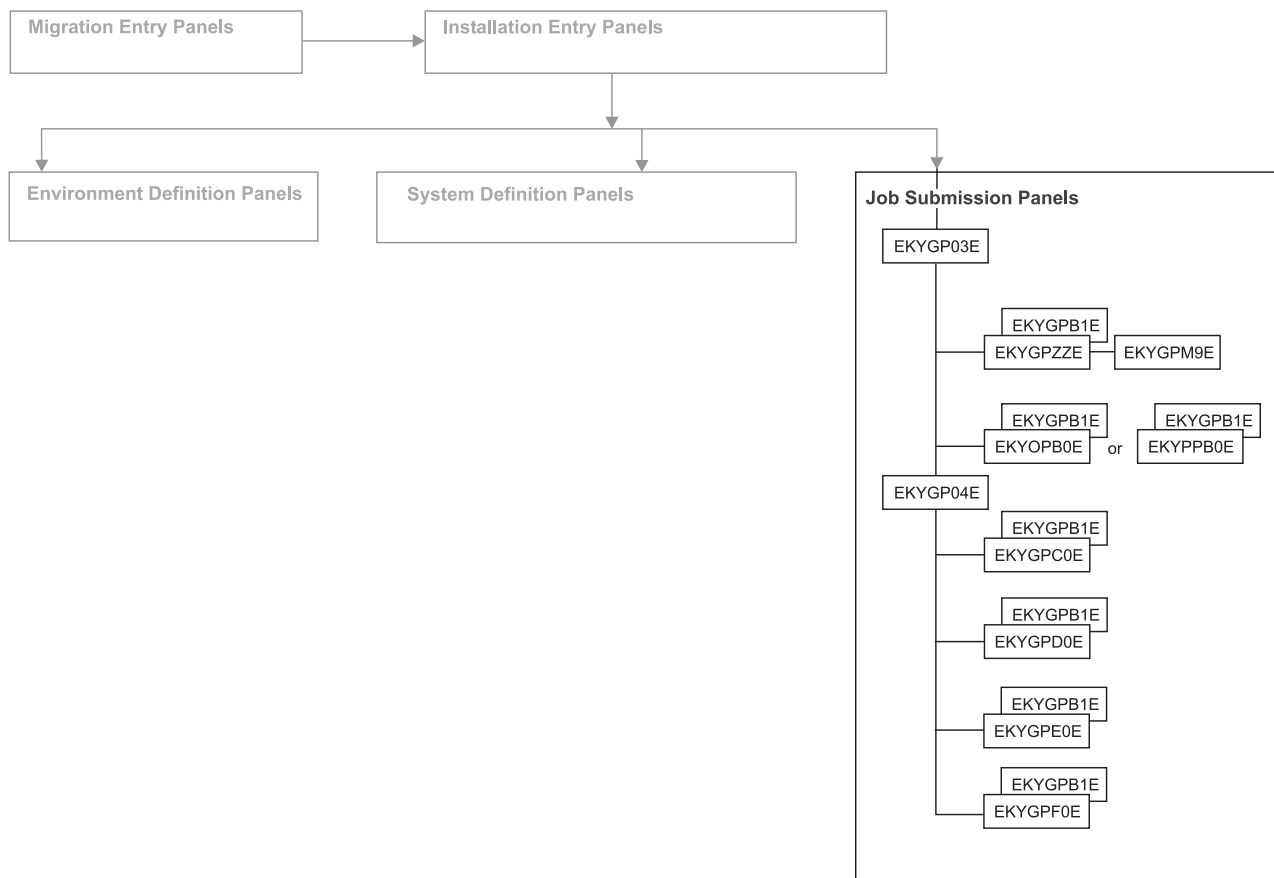 Migration Entry Panels
Installation Entry Panels
Environment Definition Panels
System Definition Panels
Job Submission Panels
EKYGP03E
EKYGPB1E
EKYGPZZE
EKYGPM9E
EKYGPB1E
EKYGPB1E
EKYOPB0E
or
EKYPPB0E
EKYGP04E
EKYGPB1E
EKYGPC0E
EKYGPB1E
EKYGPD0E
EKYGPB1E
EKYGPE0E
EKYGPB1E
EKYGPF0E